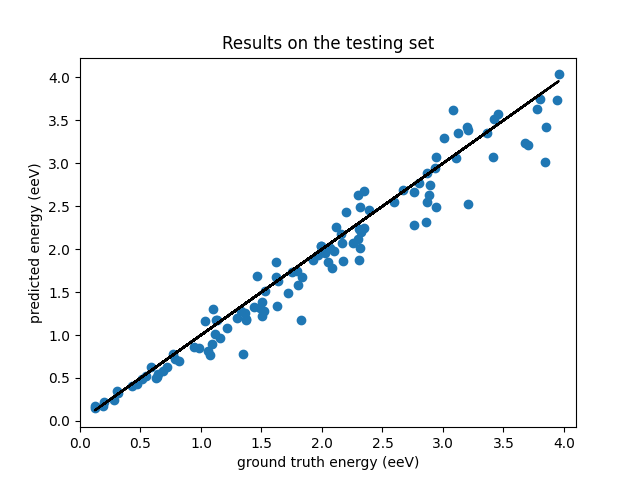 Results on the testing set
predicted energy (eeV)
4.0
3.5
3.0
2.5
2.0
1.5
1.0
0.5
0.0
0.0 0.5 1.0 1.5 2.0 2.5 3.0 3.5 4.0
ground truth energy (eeV)